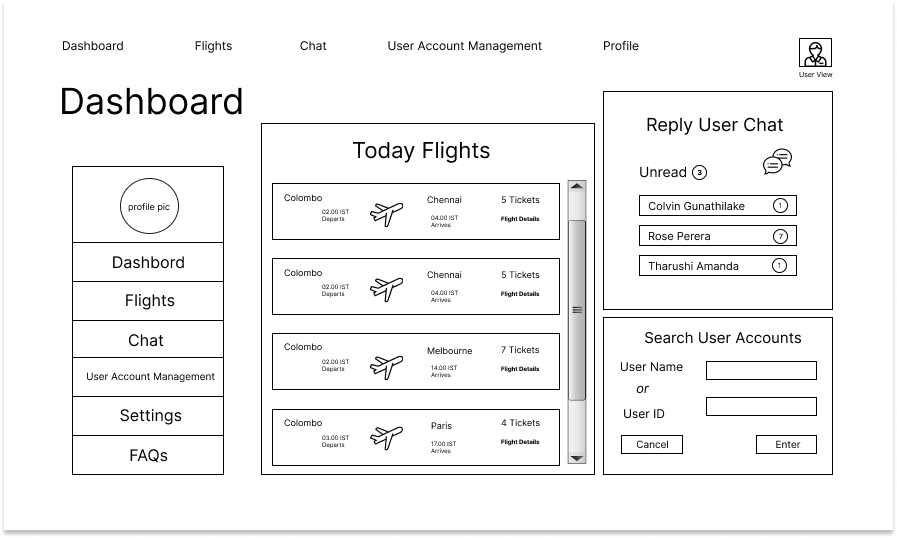 Dashboard
Flights
Chat
User Account Management
Profile
User View
Dashboard
profile pic
Dashbord
Flights
Chat
User Account Management
Settings
FAQs
Today Flights
Colombo
02.00 IST
Departs
Chennai
04.00 IST
Arrives
5 Tickets
Flight Details
Colombo
02.00 IST
Departs
Chennai
04.00 IST
Arrives
5 Tickets
Flight Details
Colombo
02.00 IST
Departs
Melbourne
14.00 IST
Arrives
7 Tickets
Flight Details
Colombo
03.00 IST
Departs
Paris
17.00 IST
Arrives
4 Tickets
Flight Details
Reply User Chat
Unread 3
Colvin Gunathilake 1
Rose Perera 7
Tharushi Amanda 1
Search User Accounts
User Name
or
User ID
Cancel
Enter